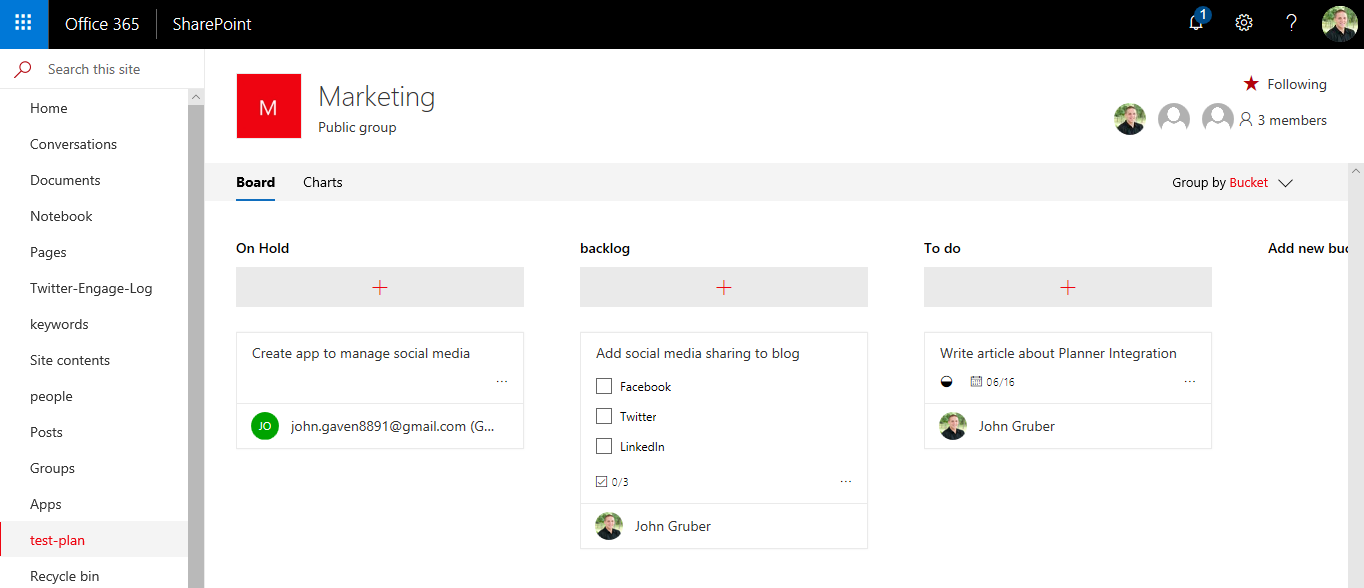 Office 365
SharePoint
1
?
Search this site
Home
Conversations
Documents
Notebook
Pages
Twitter-Engage-Log
keywords
Site contents
people
Posts
Groups
Apps
test-plan
Recycle bin
M
Marketing
Public group
Following
3 members
Board
Charts
Group by Bucket
On Hold
Create app to manage social media
...
JO
john.gaven8891@gmail.com (G...
backlog
Add social media sharing to blog
Facebook
Twitter
LinkedIn
0/3
...
John Gruber
To do
Write article about Planner Integration
06/16
...
John Gruber
Add new buc